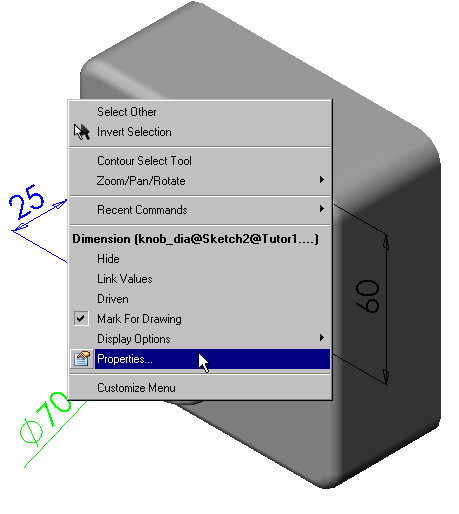 Select Other
Invert Selection
Contour Select Tool
Zoom/Pan/Rotate
25
Recent Commands
Dimension (knob_dia@Sketch2@Tutor1....)
Hide
Link Values
60
Driven
Mark For Drawing
Display Options
Properties...
Customize Menu
Ø70